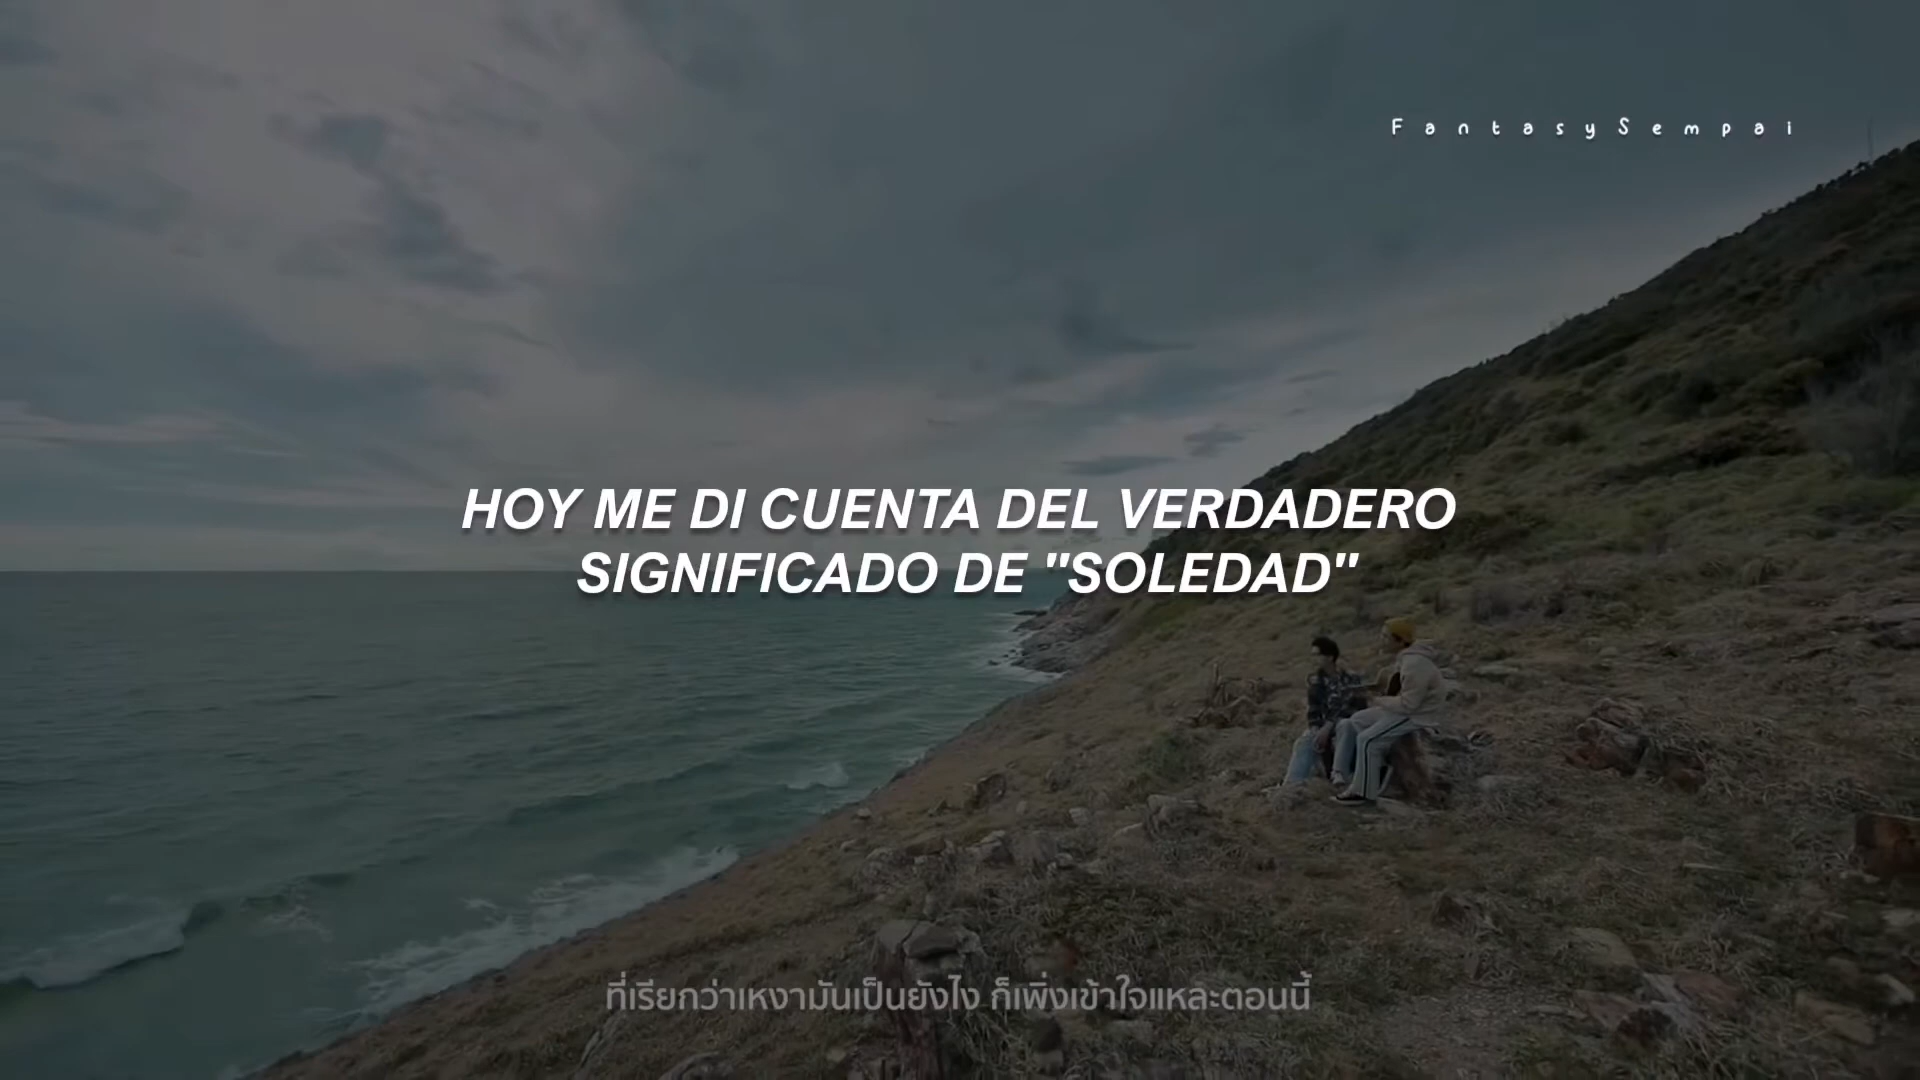 FantasySempai
HOY ME DI CUENTA DEL VERDADERO
SIGNIFICADO DE "SOLEDAD"
ที่เรียกว่าเหงามันเป็นยังไง ก็เพิ่งเข้าใจแหละตอนนี้